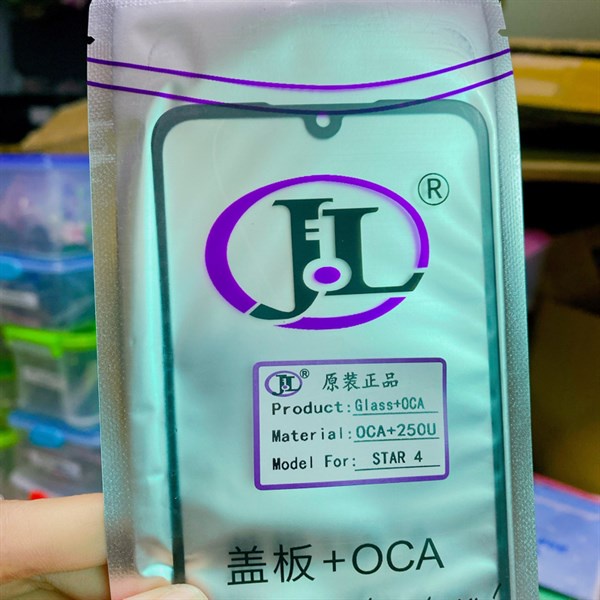 JL®
JL® 原装正品
Product: Glass+OCA
Material: OCA+250U
Model For: STAR 4
盖板+OCA